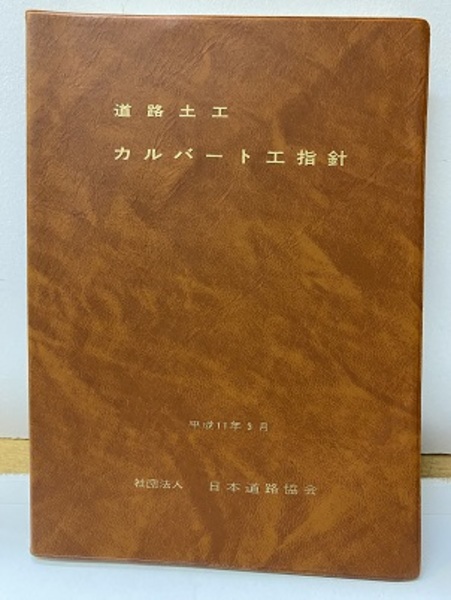 道路土工
カルバート工指針
平成11年3月
社団法人 日本道路協会